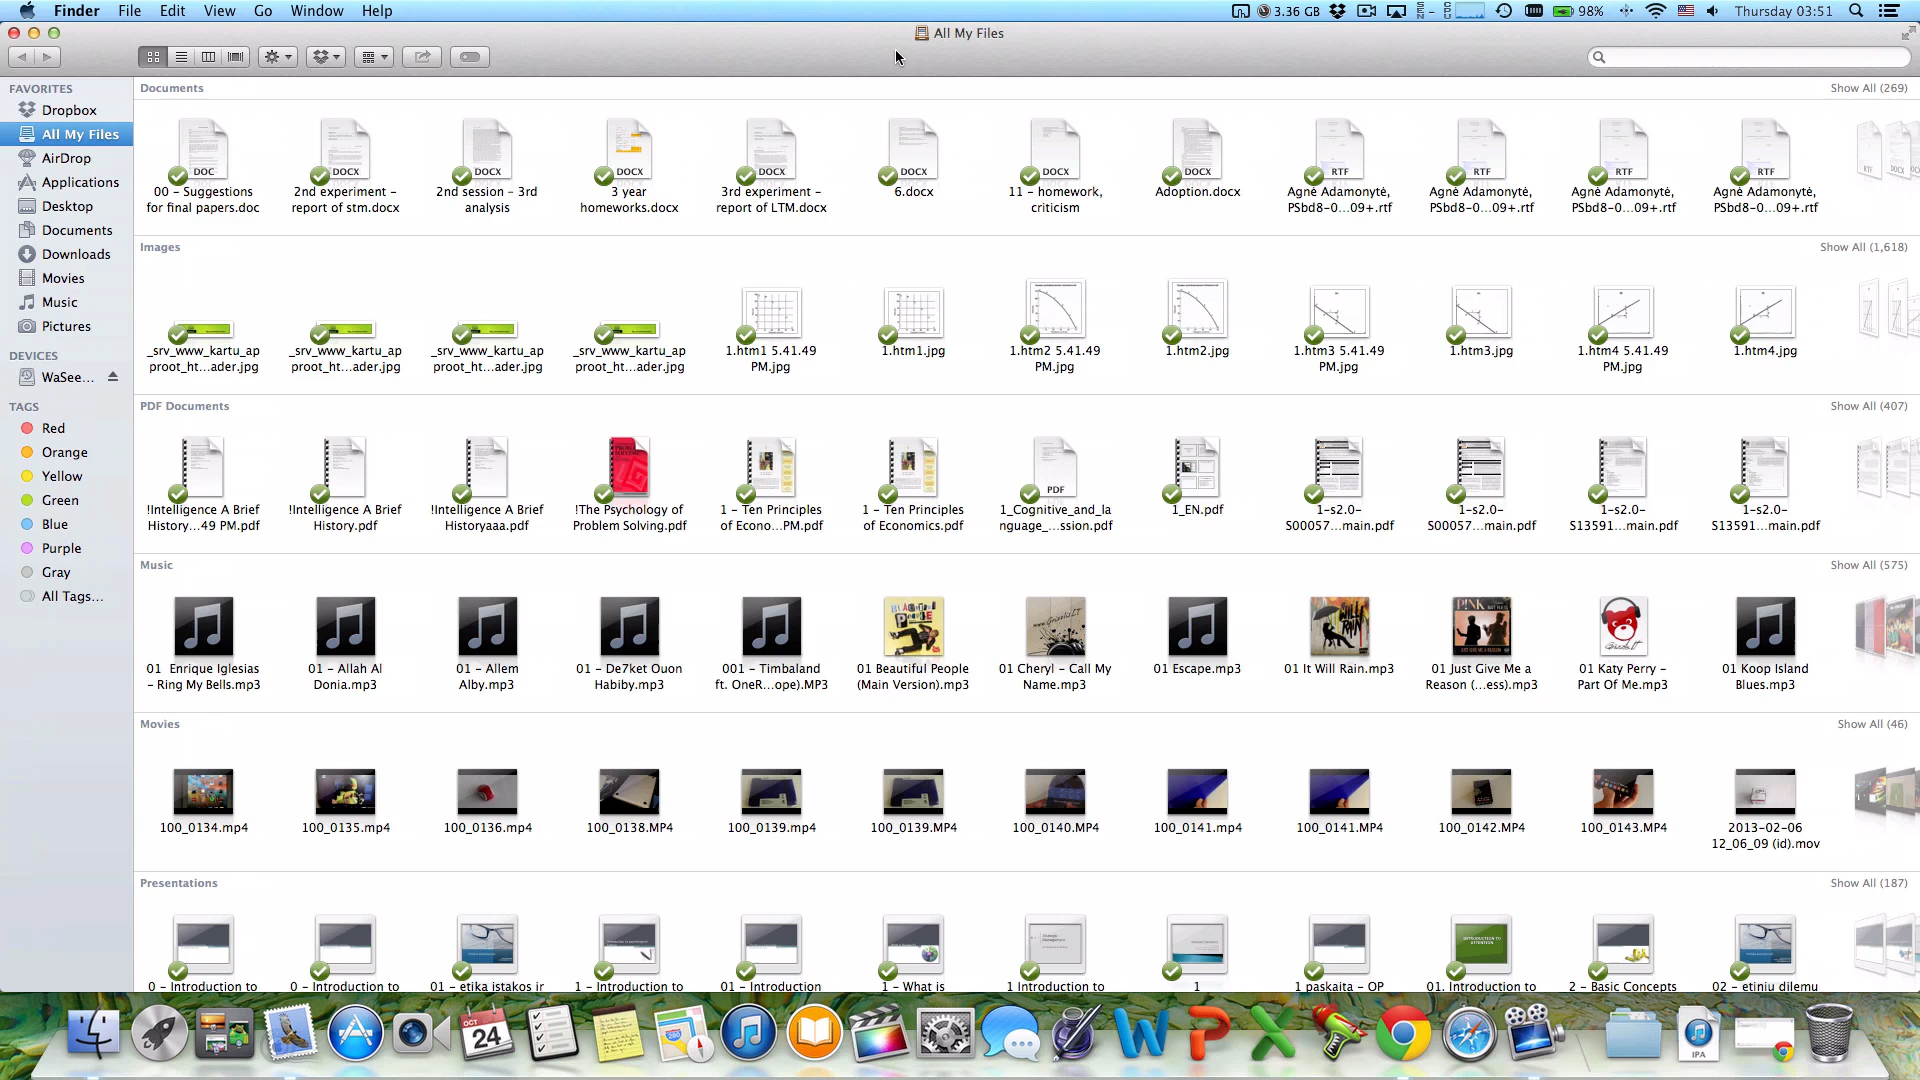 Finder File Edit View Go Window Help
3.36 GB 98% Thursday 03:51
All My Files
FAVORITES
Dropbox
All My Files
AirDrop
Applications
Desktop
Documents
Downloads
Movies
Music
Pictures
DEVICES
WaSee...
TAGS
Red
Orange
Yellow
Green
Blue
Purple
Gray
All Tags...
Documents Show All (269)
DOC DOCX DOCX DOCX DOCX DOCX DOCX DOCX RTF RTF RTF RTF
00 – Suggestions 2nd experiment – 2nd session – 3rd 3 year 3rd experiment – 6.docx 11 – homework, Adoption.docx Agnė Adamonytė, Agnė Adamonytė, Agnė Adamonytė, Agnė Adamonytė,
for final papers.doc report of stm.docx analysis homeworks.docx report of LTM.docx criticism PSbd8-0...09+.rtf PSbd8-0...09+.rtf PSbd8-0...09+.rtf PSbd8-0...09+.rtf
Images Show All (1,618)
_srv_www_kartu_ap _srv_www_kartu_ap _srv_www_kartu_ap _srv_www_kartu_ap 1.htm1 5.41.49 1.htm1.jpg 1.htm2 5.41.49 1.htm2.jpg 1.htm3 5.41.49 1.htm3.jpg 1.htm4 5.41.49 1.htm4.jpg
proot_ht...ader.jpg proot_ht...ader.jpg proot_ht...ader.jpg proot_ht...ader.jpg PM.jpg PM.jpg PM.jpg PM.jpg
PDF Documents Show All (407)
PDF
!Intelligence A Brief !Intelligence A Brief !Intelligence A Brief !The Psychology of 1 – Ten Principles 1 – Ten Principles 1_Cognitive_and_la 1_EN.pdf 1-s2.0- 1-s2.0- 1-s2.0- 1-s2.0-
History...49 PM.pdf History.pdf Historyaaa.pdf Problem Solving.pdf of Econo...PM.pdf of Economics.pdf nguage_...ssion.pdf S00057...main.pdf S00057...main.pdf S13591...main.pdf S13591...main.pdf
Music Show All (575)
01 Enrique Iglesias 01 – Allah Al 01 – Allem 01 – De7ket Ouon 001 – Timbaland 01 Beautiful People 01 Cheryl – Call My 01 Escape.mp3 01 It Will Rain.mp3 01 Just Give Me a 01 Katy Perry – 01 Koop Island
– Ring My Bells.mp3 Donia.mp3 Alby.mp3 Habiby.mp3 ft. OneR...ope).MP3 (Main Version).mp3 Name.mp3 Reason (...ess).mp3 Part Of Me.mp3 Blues.mp3
Movies Show All (46)
100_0134.mp4 100_0135.mp4 100_0136.mp4 100_0138.MP4 100_0139.mp4 100_0139.MP4 100_0140.MP4 100_0141.mp4 100_0141.MP4 100_0142.MP4 100_0143.MP4 2013-02-06
12_06_09 (id).mov
Presentations Show All (187)
0 – Introduction to 0 – Introduction to 01 – etika istakos ir 1 – Introduction to 01 – Introduction 1 – What is 1 Introduction to 1 1 paskaita – OP 01. Introduction to 2 – Basic Concepts 02 – etiniu dilemu
OCT
24
IPA